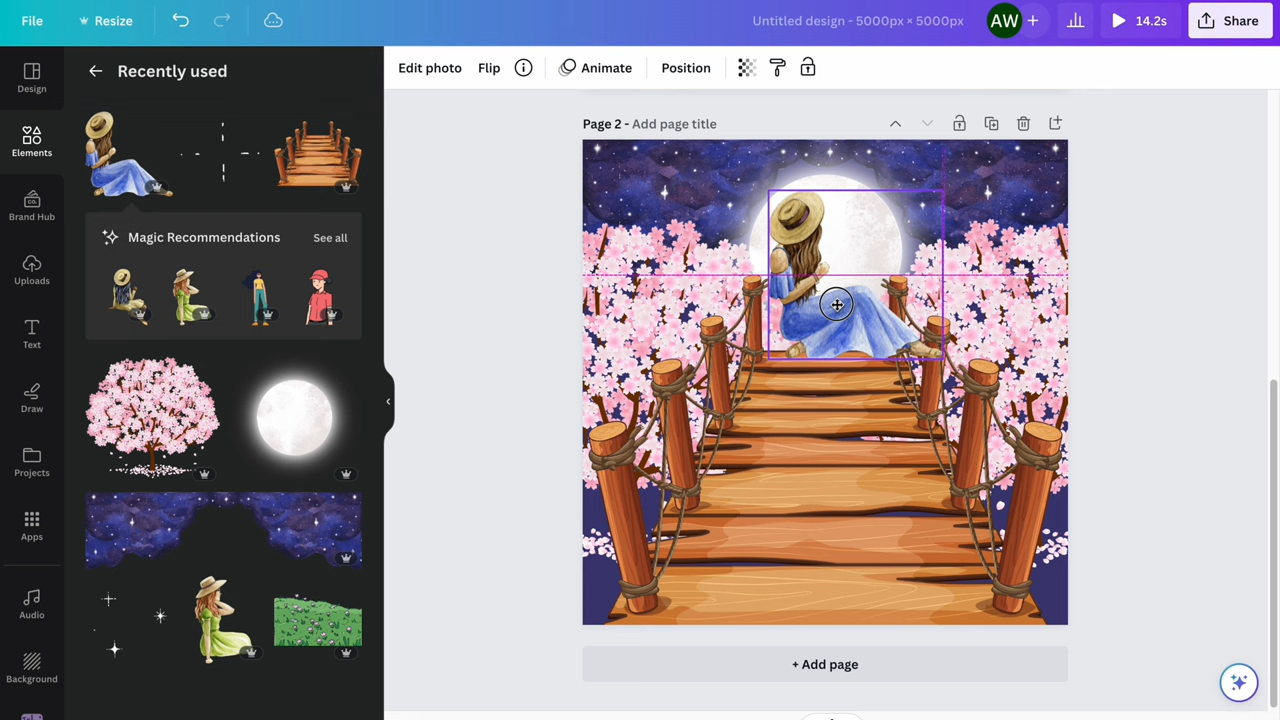 File
Resize
Untitled design - 5000px × 5000px
AW
+
14.2s
Share
Design
Elements
Brand Hub
Uploads
Text
Draw
Projects
Apps
Audio
Background
Recently used
Magic Recommendations
See all
Edit photo
Flip
Animate
Position
Page 2 - Add page title
+ Add page